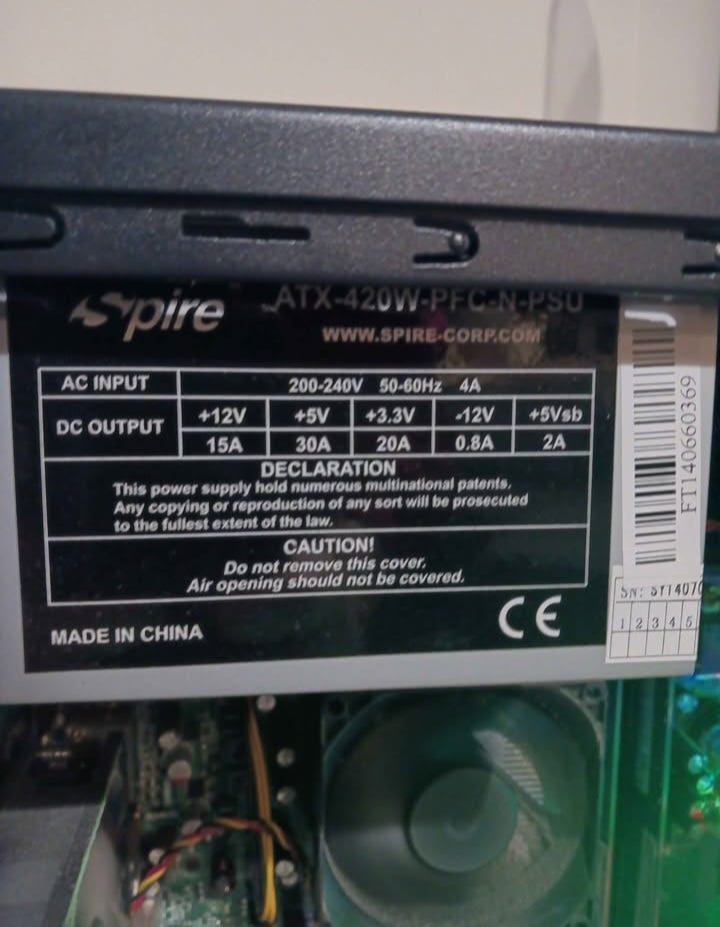 Spire ATX-420W-PFC-N-PSU
WWW.SPIRE-CORP.COM
AC INPUT 200-240V 50-60Hz 4A
DC OUTPUT +12V +5V +3.3V -12V +5Vsb
15A 30A 20A 0.8A 2A
DECLARATION
This power supply hold numerous multinational patents.
Any copying or reproduction of any sort will be prosecuted
to the fullest extent of the law.
CAUTION!
Do not remove this cover.
Air opening should not be covered.
MADE IN CHINA CE
FT140660369
SN:
1 2 3 4 5